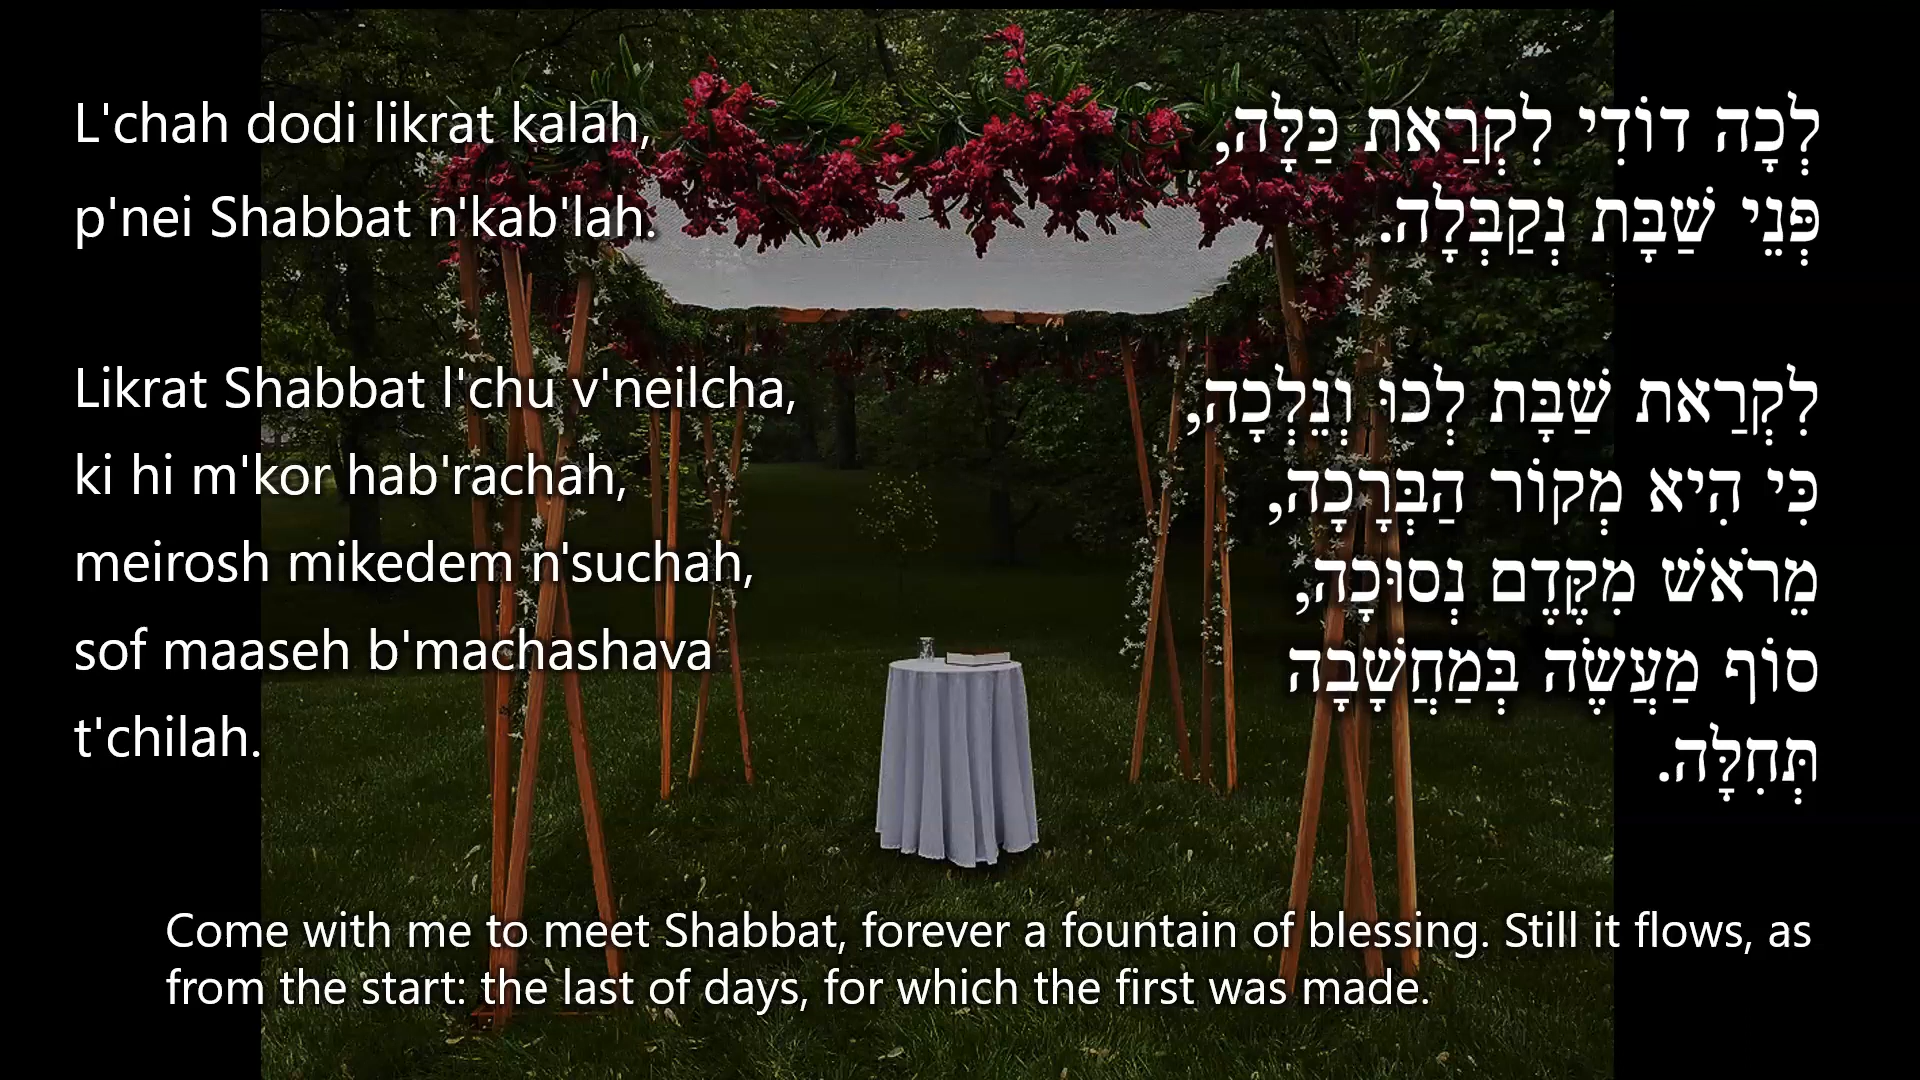 L'chah dodi likrat kalah,
p'nei Shabbat n'kab'lah.
Likrat Shabbat l'chu v'neilcha,
ki hi m'kor hab'rachah,
meirosh mikedem n'suchah,
sof maaseh b'machashava
t'chilah.
לְכָה דוֹדִי לִקְרַאת כַּלָּה,
פְּנֵי שַׁבָּת נְקַבְּלָה.
לִקְרַאת שַׁבָּת לְכוּ וְנֵלְכָה,
כִּי הִיא מְקוֹר הַבְּרָכָה,
מֵרֹאשׁ מִקֶּדֶם נְסוּכָה,
סוֹף מַעֲשֶׂה בְּמַחֲשָׁבָה
תְּחִלָּה.
Come with me to meet Shabbat, forever a fountain of blessing. Still it flows, as
from the start: the last of days, for which the first was made.